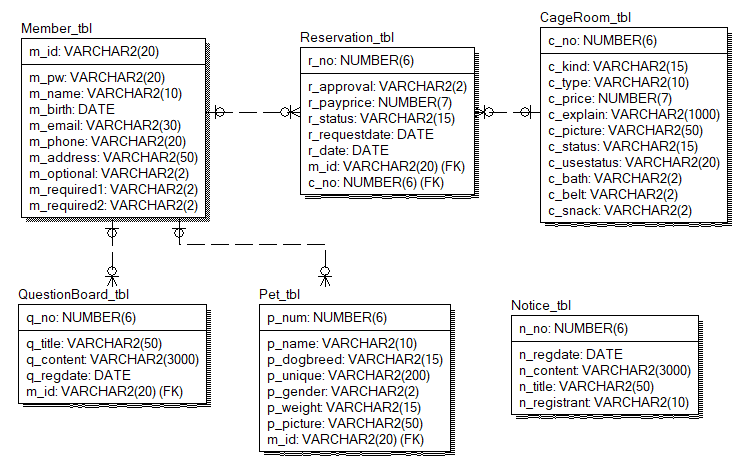 Member_tbl
m_id: VARCHAR2(20)
m_pw: VARCHAR2(20)
m_name: VARCHAR2(10)
m_birth: DATE
m_email: VARCHAR2(30)
m_phone: VARCHAR2(20)
m_address: VARCHAR2(50)
m_optional: VARCHAR2(2)
m_required1: VARCHAR2(2)
m_required2: VARCHAR2(2)
Reservation_tbl
r_no: NUMBER(6)
r_approval: VARCHAR2(2)
r_payprice: NUMBER(7)
r_status: VARCHAR2(15)
r_requestdate: DATE
r_date: DATE
m_id: VARCHAR2(20) (FK)
c_no: NUMBER(6) (FK)
CageRoom_tbl
c_no: NUMBER(6)
c_kind: VARCHAR2(15)
c_type: VARCHAR2(10)
c_price: NUMBER(7)
c_explain: VARCHAR2(1000)
c_picture: VARCHAR2(50)
c_status: VARCHAR2(15)
c_usestatus: VARCHAR2(20)
c_bath: VARCHAR2(2)
c_belt: VARCHAR2(2)
c_snack: VARCHAR2(2)
QuestionBoard_tbl
q_no: NUMBER(6)
q_title: VARCHAR2(50)
q_content: VARCHAR2(3000)
q_regdate: DATE
m_id: VARCHAR2(20) (FK)
Pet_tbl
p_num: NUMBER(6)
p_name: VARCHAR2(10)
p_dogbreed: VARCHAR2(15)
p_unique: VARCHAR2(200)
p_gender: VARCHAR2(2)
p_weight: VARCHAR2(15)
p_picture: VARCHAR2(50)
m_id: VARCHAR2(20) (FK)
Notice_tbl
n_no: NUMBER(6)
n_regdate: DATE
n_content: VARCHAR2(3000)
n_title: VARCHAR2(50)
n_registrant: VARCHAR2(10)